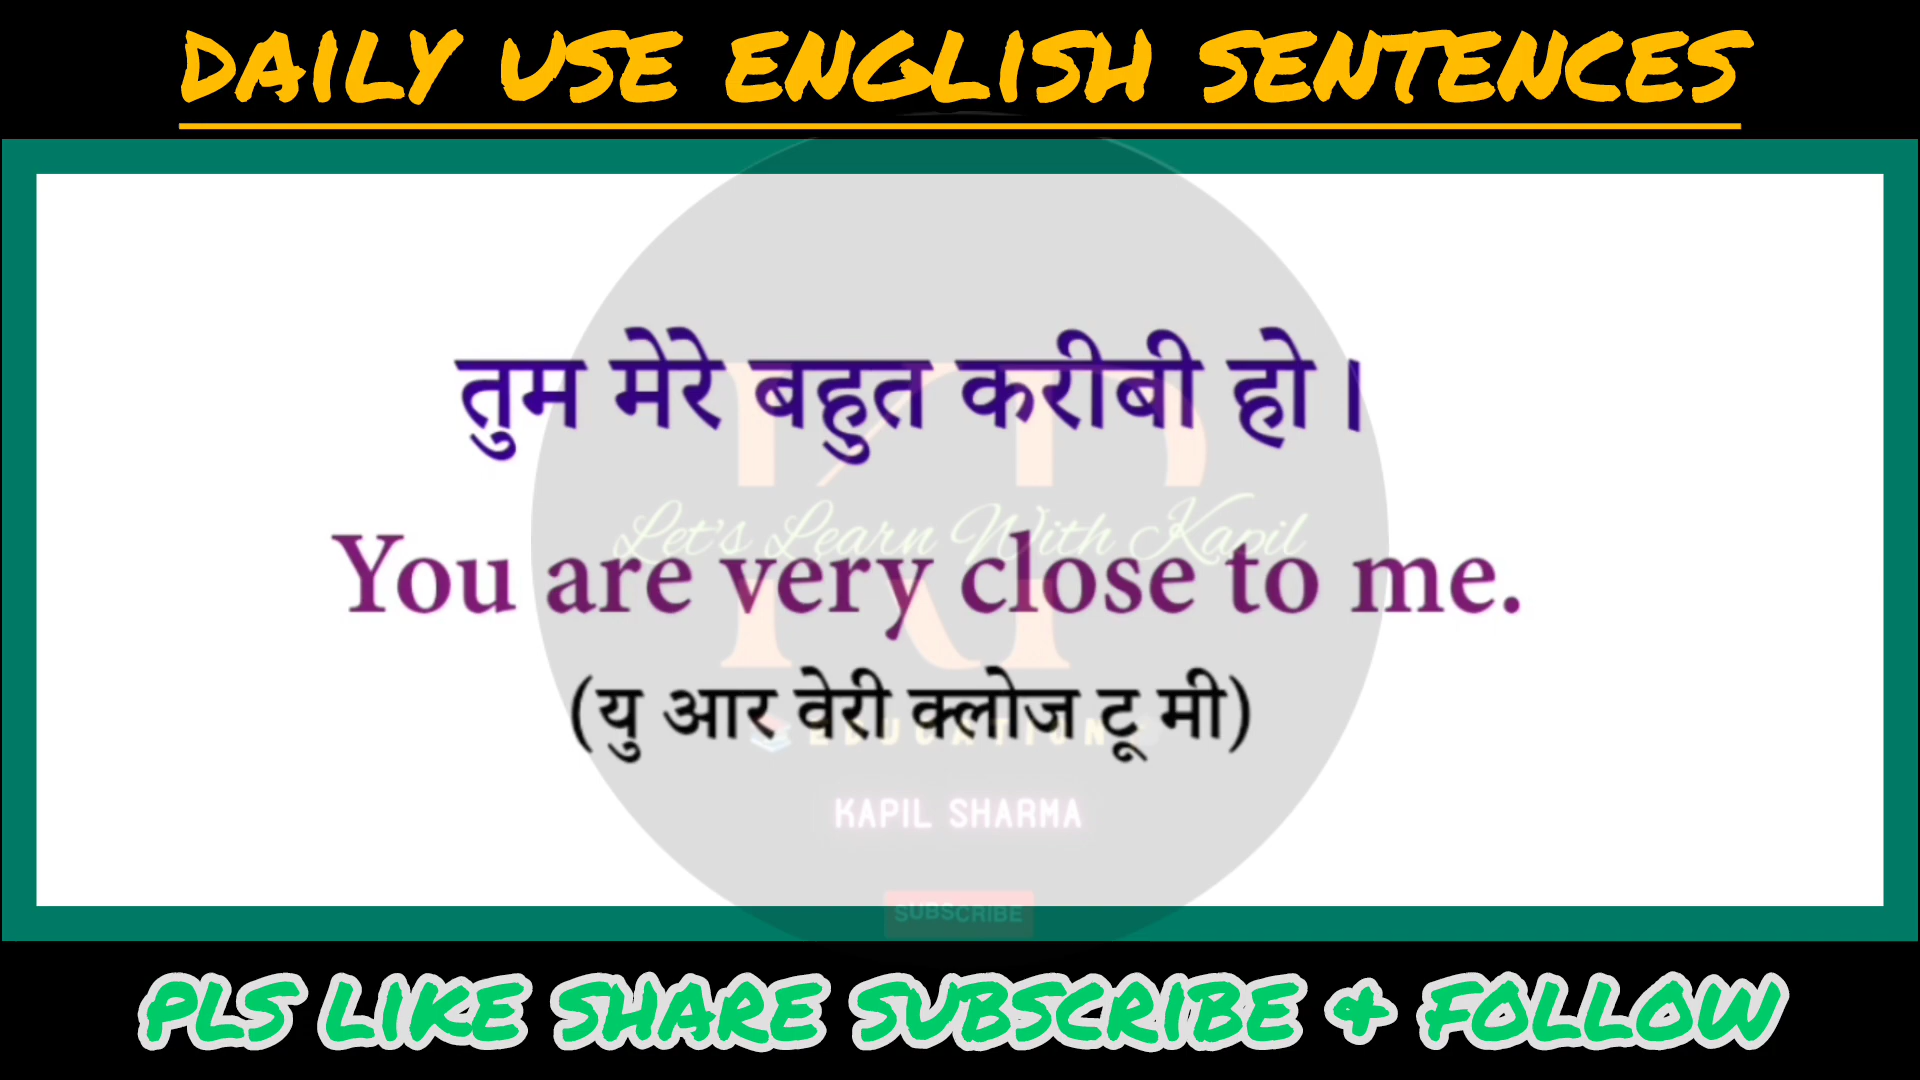 DAILY USE ENGLISH SENTENCES
तुम मेरे बहुत करीबी हो।
Let's Learn With Kapil
You are very close to me.
(यु आर वेरी क्लोज टू मी)
EDUCATION
KAPIL SHARMA
SUBSCRIBE
PLS LIKE SHARE SUBSCRIBE & FOLLOW